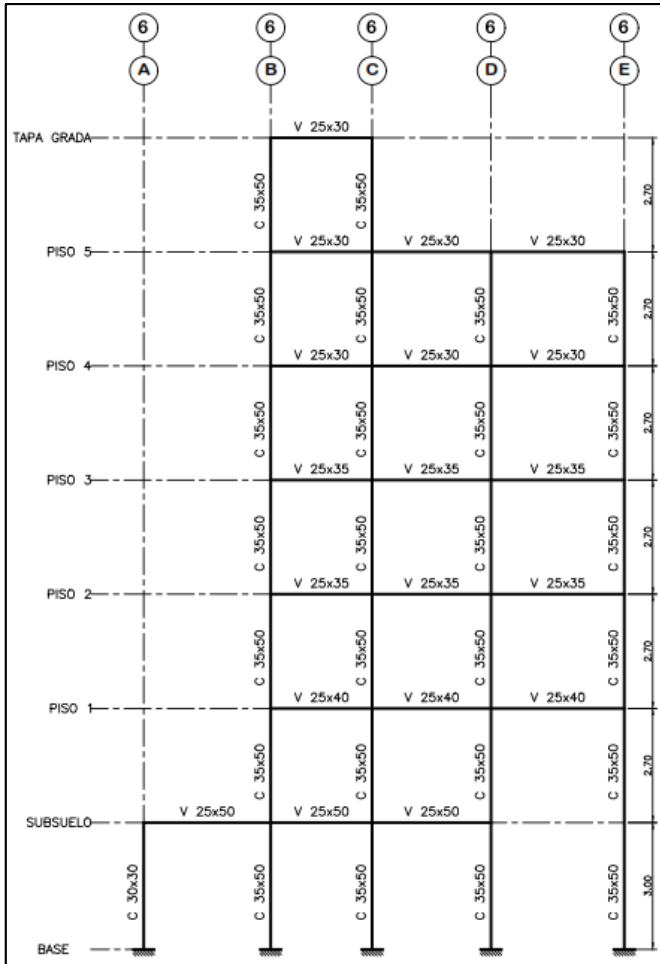 6 6 6 6 6
A B C D E
V 25x30
TAPA GRADA
C 35x50 C 35x50 2.70
V 25x30 V 25x30 V 25x30
PISO 5
C 35x50 C 35x50 C 35x50 C 35x50 2.70
V 25x30 V 25x30 V 25x30
PISO 4
C 35x50 C 35x50 C 35x50 C 35x50 2.70
V 25x35 V 25x35 V 25x35
PISO 3
C 35x50 C 35x50 C 35x50 C 35x50 2.70
V 25x35 V 25x35 V 25x35
PISO 2
C 35x50 C 35x50 C 35x50 C 35x50 2.70
V 25x40 V 25x40 V 25x40
PISO 1
C 35x50 C 35x50 C 35x50 C 35x50 2.70
V 25x50 V 25x50 V 25x50
SUBSUELO
C 30x30 C 35x50 C 35x50 C 35x50 C 35x50 3.00
BASE